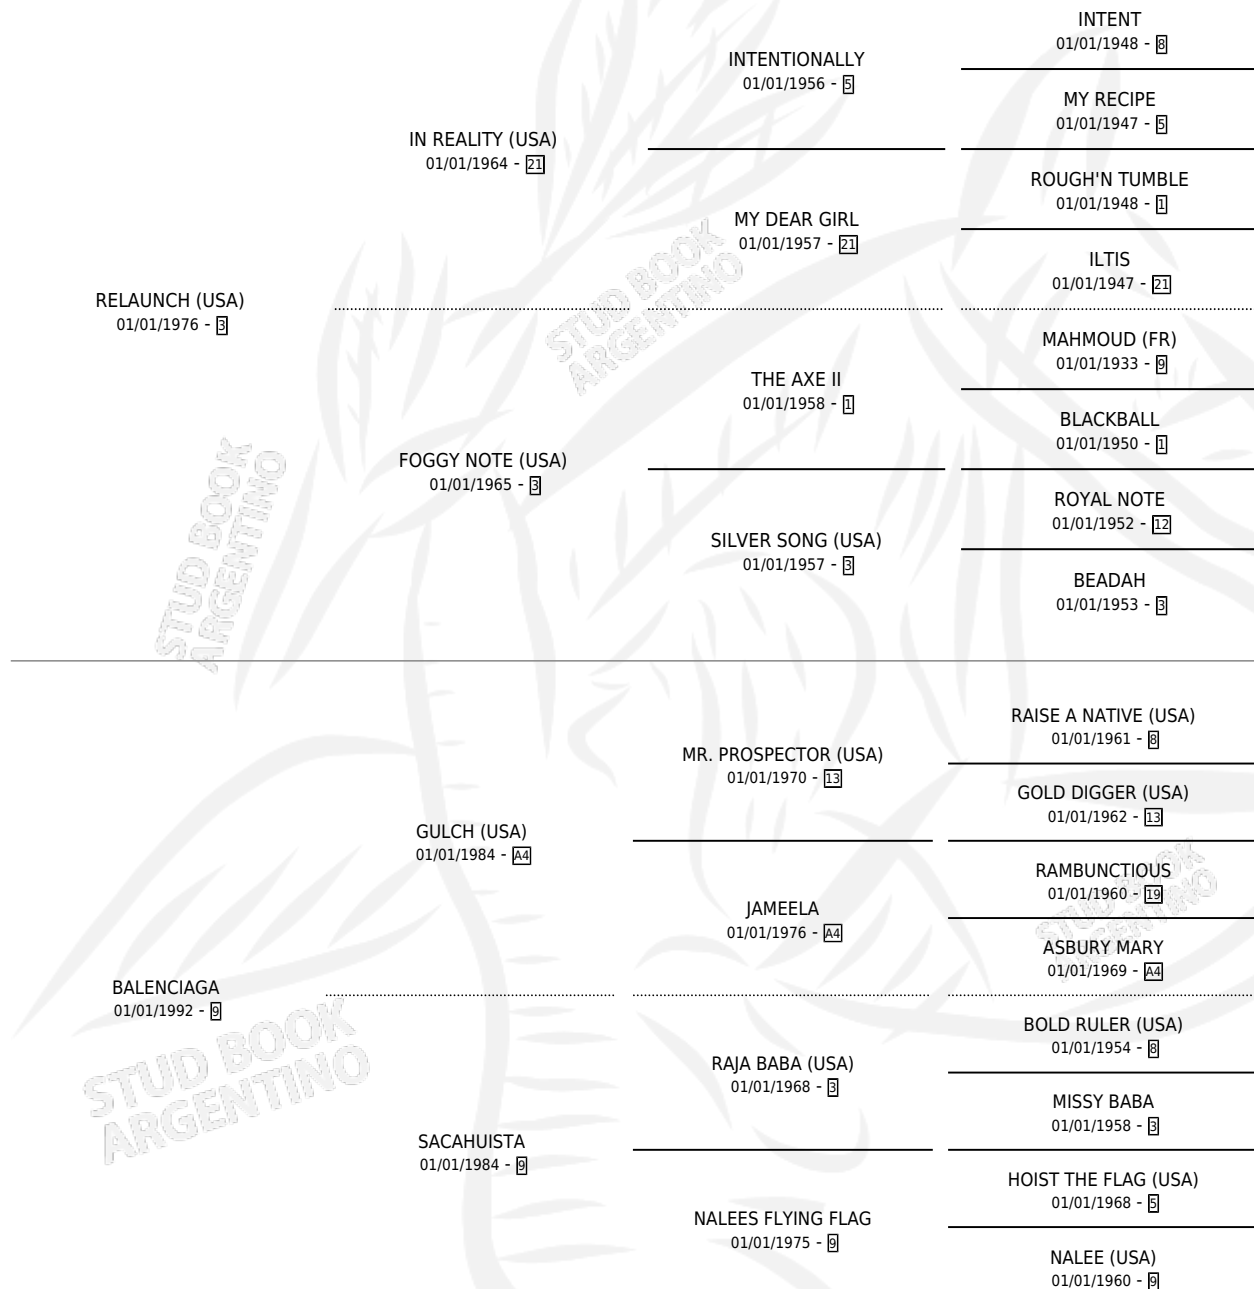 INTENT
01/01/1948 - 8
INTENTIONALLY
01/01/1956 - 5
MY RECIPE
01/01/1947 - 5
IN REALITY (USA)
01/01/1964 - 21
ROUGH'N TUMBLE
01/01/1948 - 1
MY DEAR GIRL
01/01/1957 - 21
ILTIS
01/01/1947 - 21
RELAUNCH (USA)
01/01/1976 - 3
STUD BOOK
ARGENTINO
MAHMOUD (FR)
01/01/1933 - 9
THE AXE II
01/01/1958 - 1
BLACKBALL
01/01/1950 - 1
FOGGY NOTE (USA)
01/01/1965 - 3
STUD BOOK
ARGENTINO
ROYAL NOTE
01/01/1952 - 12
SILVER SONG (USA)
01/01/1957 - 3
BEADAH
01/01/1953 - 3
RAISE A NATIVE (USA)
01/01/1961 - 8
MR. PROSPECTOR (USA)
01/01/1970 - 13
GOLD DIGGER (USA)
01/01/1962 - 13
GULCH (USA)
01/01/1984 - A4
RAMBUNCTIOUS
01/01/1960 - 19
STUD BOOK
ARGENTINO
JAMEELA
01/01/1976 - A4
ASBURY MARY
01/01/1969 - A4
BALENCIAGA
01/01/1992 - 9
STUD BOOK
ARGENTINO
BOLD RULER (USA)
01/01/1954 - 8
RAJA BABA (USA)
01/01/1968 - 3
MISSY BABA
01/01/1958 - 3
SACAHUISTA
01/01/1984 - 9
HOIST THE FLAG (USA)
01/01/1968 - 5
NALEES FLYING FLAG
01/01/1975 - 9
NALEE (USA)
01/01/1960 - 9